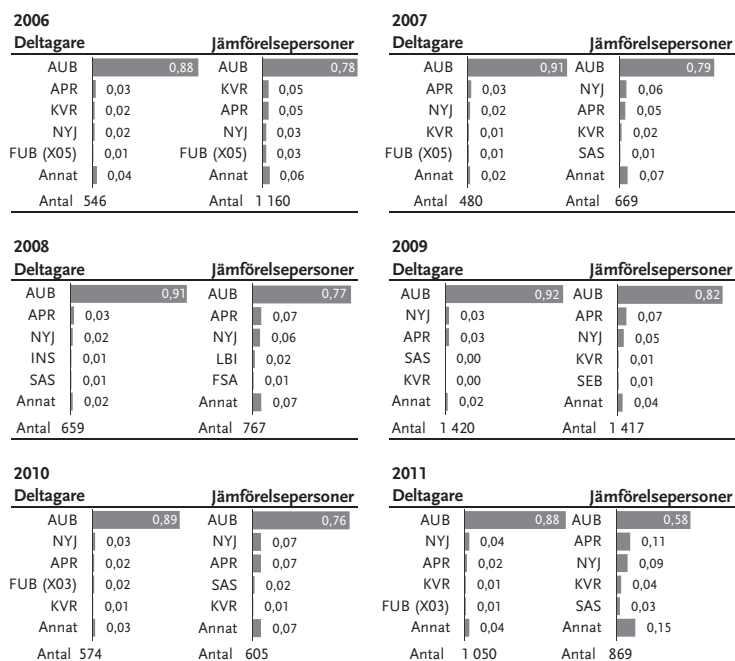 2006
Deltagare Jämförelsepersoner
AUB 0,88 AUB 0,78
APR 0,03 KVR 0,05
KVR 0,02 APR 0,05
NYJ 0,02 NYJ 0,03
FUB (X05) 0,01 FUB (X05) 0,03
Annat 0,04 Annat 0,06
Antal 546 Antal 1 160
2007
Deltagare Jämförelsepersoner
AUB 0,91 AUB 0,79
APR 0,03 NYJ 0,06
NYJ 0,02 APR 0,05
KVR 0,01 KVR 0,02
FUB (X05) 0,01 SAS 0,01
Annat 0,02 Annat 0,07
Antal 480 Antal 669
2008
Deltagare Jämförelsepersoner
AUB 0,91 AUB 0,77
APR 0,03 APR 0,07
NYJ 0,02 NYJ 0,06
INS 0,01 LBI 0,02
SAS 0,01 FSA 0,01
Annat 0,02 Annat 0,07
Antal 659 Antal 767
2009
Deltagare Jämförelsepersoner
AUB 0,92 AUB 0,82
NYJ 0,03 APR 0,07
APR 0,03 NYJ 0,05
SAS 0,00 KVR 0,01
KVR 0,00 SEB 0,01
Annat 0,02 Annat 0,04
Antal 1 420 Antal 1 417
2010
Deltagare Jämförelsepersoner
AUB 0,89 AUB 0,76
NYJ 0,03 NYJ 0,07
APR 0,02 APR 0,07
FUB (X03) 0,02 SAS 0,02
KVR 0,01 KVR 0,01
Annat 0,03 Annat 0,07
Antal 574 Antal 605
2011
Deltagare Jämförelsepersoner
AUB 0,88 AUB 0,58
NYJ 0,04 APR 0,11
APR 0,02 NYJ 0,09
KVR 0,01 KVR 0,04
FUB (X03) 0,01 SAS 0,03
Annat 0,04 Annat 0,15
Antal 1 050 Antal 869